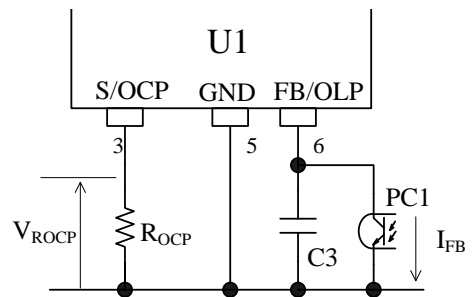 U1
S/OCP GND FB/OLP
3 5 6
PC1
V_ROCP R_OCP C3 I_FB